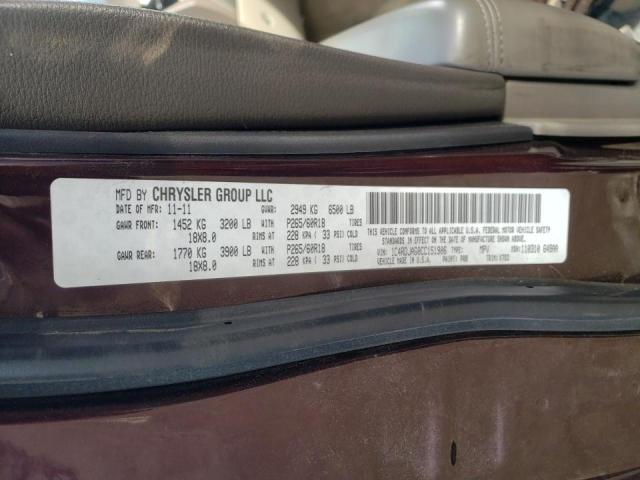 MFD BY CHRYSLER GROUP LLC
DATE OF MFR: 11-11 GVWR: 2949 KG 6500 LB
GAWR FRONT: 1452 KG 3200 LB WITH P265/60R18 TIRES
18X8.0 RIMS AT 228 KPA ( 33 PSI) COLD
GAWR REAR: 1770 KG 3900 LB WITH P265/60R18 TIRES
18X8.0 RIMS AT 228 KPA ( 33 PSI) COLD
THIS VEHICLE CONFORMS TO ALL APPLICABLE U.S.A. FEDERAL MOTOR VEHICLE SAFETY
STANDARDS IN EFFECT ON THE DATE OF MANUFACTURE SHOWN ABOVE.
VIN: TYPE: MPV MDH:
VEHICLE MADE IN U.S.A. PAINT: TRIM: